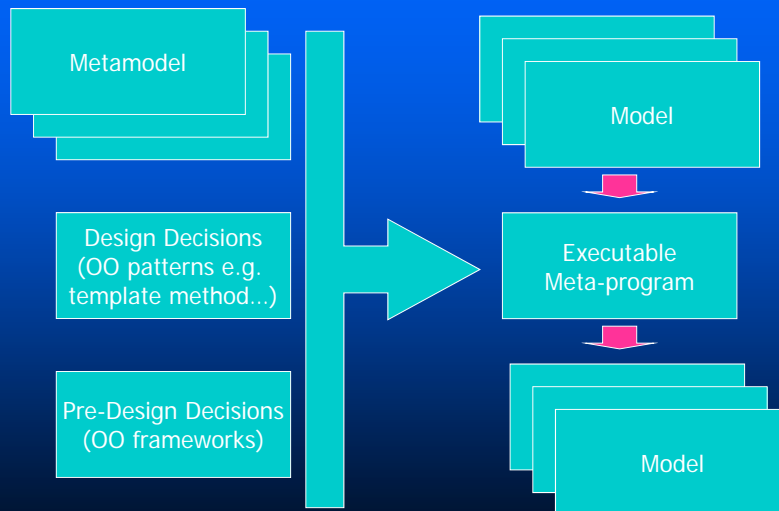 Metamodel
Design Decisions
(OO patterns e.g.
template method...)
Pre-Design Decisions
(OO frameworks)
Model
Executable
Meta-program
Model